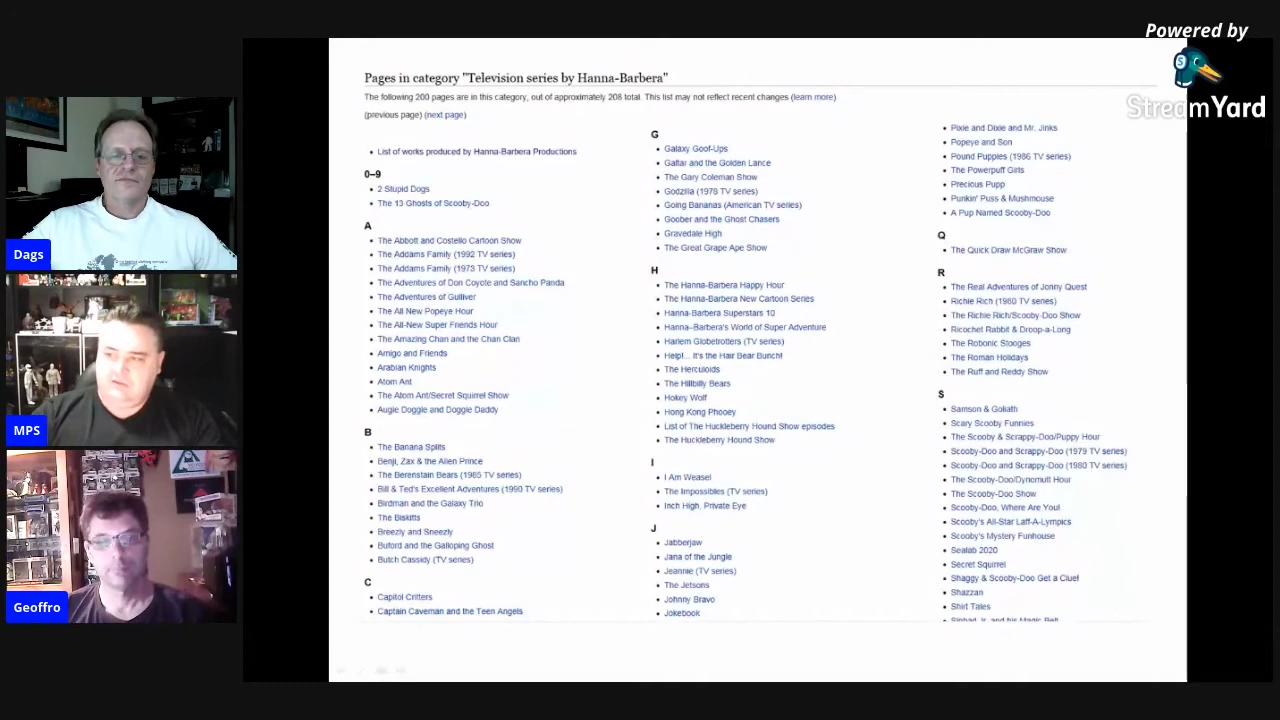 Powered by
StreamYard
Dags
MPS
Geoffro
Pages in category "Television series by Hanna-Barbera"
The following 200 pages are in this category, out of approximately 208 total. This list may not reflect recent changes (learn more)
(previous page) (next page)
List of works produced by Hanna-Barbera Productions
0–9
2 Stupid Dogs
The 13 Ghosts of Scooby-Doo
A
The Abbott and Costello Cartoon Show
The Addams Family (1992 TV series)
The Addams Family (1973 TV series)
The Adventures of Don Coyote and Sancho Panda
The Adventures of Gulliver
The All New Popeye Hour
The All-New Super Friends Hour
The Amazing Chan and the Chan Clan
Amigo and Friends
Arabian Knights
Atom Ant
The Atom Ant/Secret Squirrel Show
Augie Doggie and Doggie Daddy
B
The Banana Splits
Benji, Zax & the Alien Prince
The Berenstain Bears (1985 TV series)
Bill & Ted's Excellent Adventures (1990 TV series)
Birdman and the Galaxy Trio
The Biskitts
Breezly and Sneezly
Buford and the Galloping Ghost
Butch Cassidy (TV series)
C
Capitol Critters
Captain Caveman and the Teen Angels
G
Galaxy Goof-Ups
Galtar and the Golden Lance
The Gary Coleman Show
Godzilla (1978 TV series)
Going Bananas (American TV series)
Goober and the Ghost Chasers
Gravedale High
The Great Grape Ape Show
H
The Hanna-Barbera Happy Hour
The Hanna-Barbera New Cartoon Series
Hanna-Barbera Superstars 10
Hanna–Barbera's World of Super Adventure
Harlem Globetrotters (TV series)
Help!... It's the Hair Bear Bunch!
The Herculoids
The Hillbilly Bears
Hokey Wolf
Hong Kong Phooey
List of The Huckleberry Hound Show episodes
The Huckleberry Hound Show
I
I Am Weasel
The Impossibles (TV series)
Inch High, Private Eye
J
Jabberjaw
Jana of the Jungle
Jeannie (TV series)
The Jetsons
Johnny Bravo
Jokebook
Pixie and Dixie and Mr. Jinks
Popeye and Son
Pound Puppies (1986 TV series)
The Powerpuff Girls
Precious Pupp
Punkin' Puss & Mushmouse
A Pup Named Scooby-Doo
Q
The Quick Draw McGraw Show
R
The Real Adventures of Jonny Quest
Richie Rich (1980 TV series)
The Richie Rich/Scooby-Doo Show
Ricochet Rabbit & Droop-a-Long
The Robonic Stooges
The Roman Holidays
The Ruff and Reddy Show
S
Samson & Goliath
Scary Scooby Funnies
The Scooby & Scrappy-Doo/Puppy Hour
Scooby-Doo and Scrappy-Doo (1979 TV series)
Scooby-Doo and Scrappy-Doo (1980 TV series)
The Scooby-Doo/Dynomutt Hour
The Scooby-Doo Show
Scooby-Doo, Where Are You!
Scooby's All-Star Laff-A-Lympics
Scooby's Mystery Funhouse
Sealab 2020
Secret Squirrel
Shaggy & Scooby-Doo Get a Clue!
Shazzan
Shirt Tales
Sinbad, Jr. and his Magic Belt